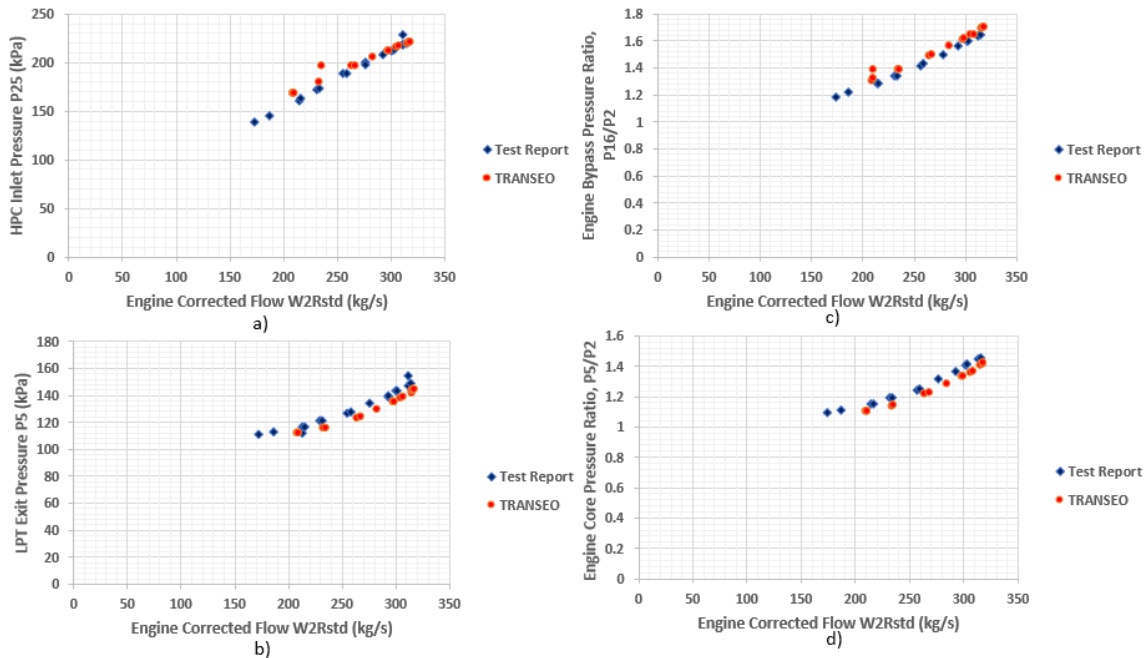 250
200
150
100
50
0
0 50 100 150 200 250 300 350
HPC Inlet Pressure P25 (kPa)
Engine Corrected Flow W2Rstd (kg/s)
a)
Test Report
TRANSEO
1.8
1.6
1.4
1.2
1
0.8
0.6
0.4
0.2
0
0 50 100 150 200 250 300 350
Engine Bypass Pressure Ratio,
P16/P2
Engine Corrected Flow W2Rstd (kg/s)
c)
Test Report
TRANSEO
180
160
140
120
100
80
60
40
20
0
0 50 100 150 200 250 300 350
LPT Exit Pressure P5 (kPa)
Engine Corrected Flow W2Rstd (kg/s)
b)
Test Report
TRANSEO
1.6
1.4
1.2
1
0.8
0.6
0.4
0.2
0
0 50 100 150 200 250 300 350
Engine Core Pressure Ratio, P5/P2
Engine Corrected Flow W2Rstd (kg/s)
d)
Test Report
TRANSEO